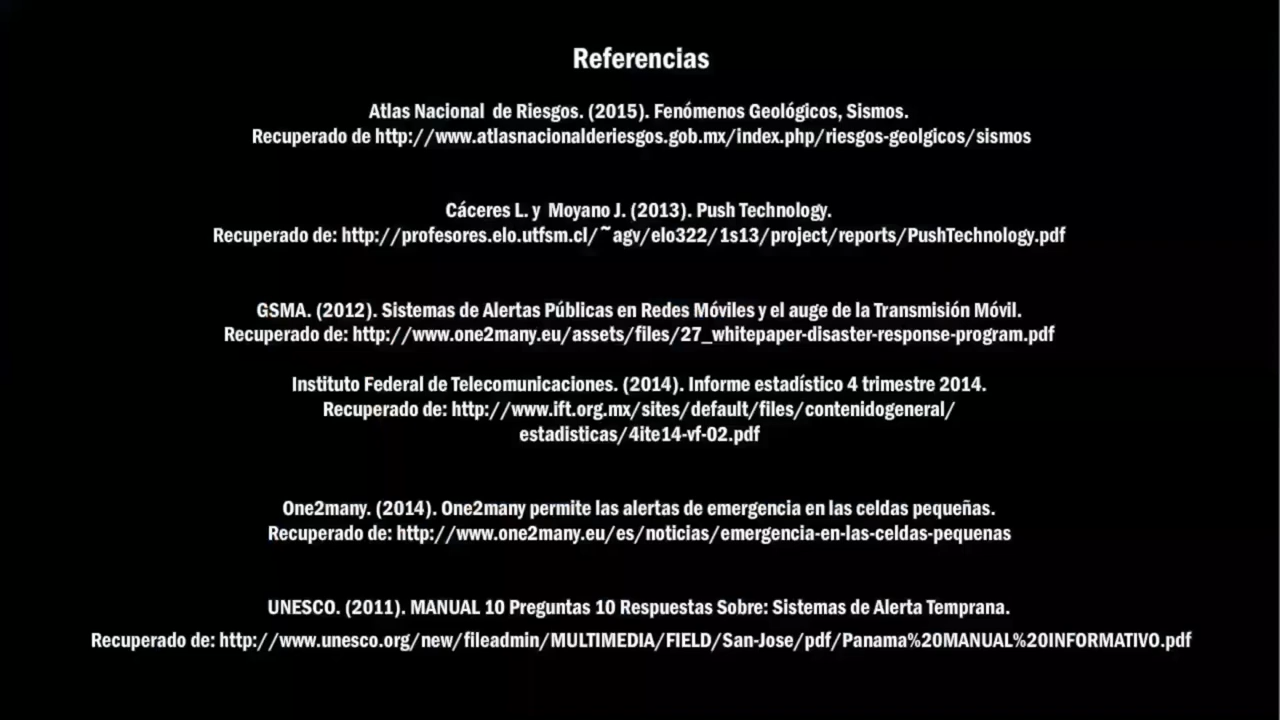 Referencias
Atlas Nacional de Riesgos. (2015). Fenómenos Geológicos, Sismos.
Recuperado de http://www.atlasnacionalderiesgos.gob.mx/index.php/riesgos-geolgicos/sismos
Cáceres L. y Moyano J. (2013). Push Technology.
Recuperado de: http://profesores.elo.utfsm.cl/~agv/elo322/1s13/project/reports/PushTechnology.pdf
GSMA. (2012). Sistemas de Alertas Públicas en Redes Móviles y el auge de la Transmisión Móvil.
Recuperado de: http://www.one2many.eu/assets/files/27_whitepaper-disaster-response-program.pdf
Instituto Federal de Telecomunicaciones. (2014). Informe estadístico 4 trimestre 2014.
Recuperado de: http://www.ift.org.mx/sites/default/files/contenidogeneral/
estadisticas/4ite14-vf-02.pdf
One2many. (2014). One2many permite las alertas de emergencia en las celdas pequeñas.
Recuperado de: http://www.one2many.eu/es/noticias/emergencia-en-las-celdas-pequenas
UNESCO. (2011). MANUAL 10 Preguntas 10 Respuestas Sobre: Sistemas de Alerta Temprana.
Recuperado de: http://www.unesco.org/new/fileadmin/MULTIMEDIA/FIELD/San-Jose/pdf/Panama%20MANUAL%20INFORMATIVO.pdf